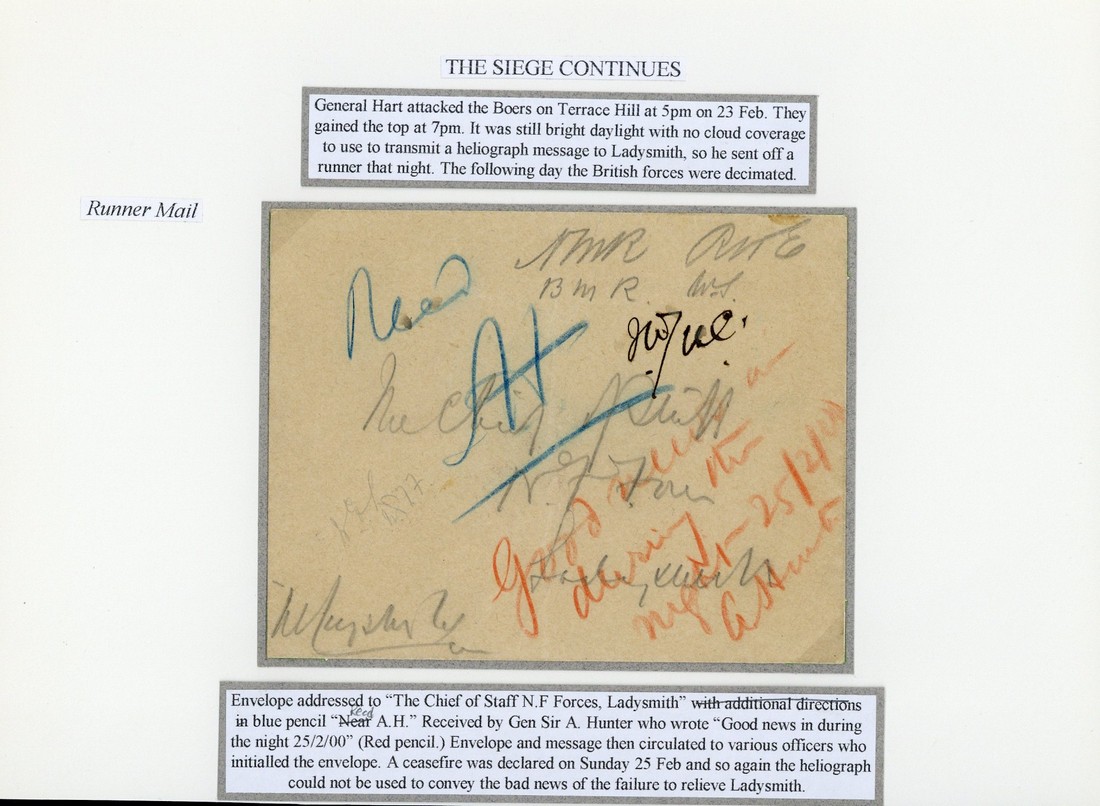 THE SIEGE CONTINUES
General Hart attacked the Boers on Terrace Hill at 5pm on 23 Feb. They
gained the top at 7pm. It was still bright daylight with no cloud coverage
to use to transmit a heliograph message to Ladysmith, so he sent off a
runner that night. The following day the British forces were decimated.
Runner Mail
BMR.
Recd
AH
The Chief of Staff
N. F. Force
Ladysmith
Good news in
during the
night 25/2/00
A Hunter
Envelope addressed to “The Chief of Staff N.F Forces, Ladysmith” with additional directions
in blue pencil “Near Recd A.H.” Received by Gen Sir A. Hunter who wrote “Good news in during
the night 25/2/00” (Red pencil.) Envelope and message then circulated to various officers who
initialled the envelope. A ceasefire was declared on Sunday 25 Feb and so again the heliograph
could not be used to convey the bad news of the failure to relieve Ladysmith.